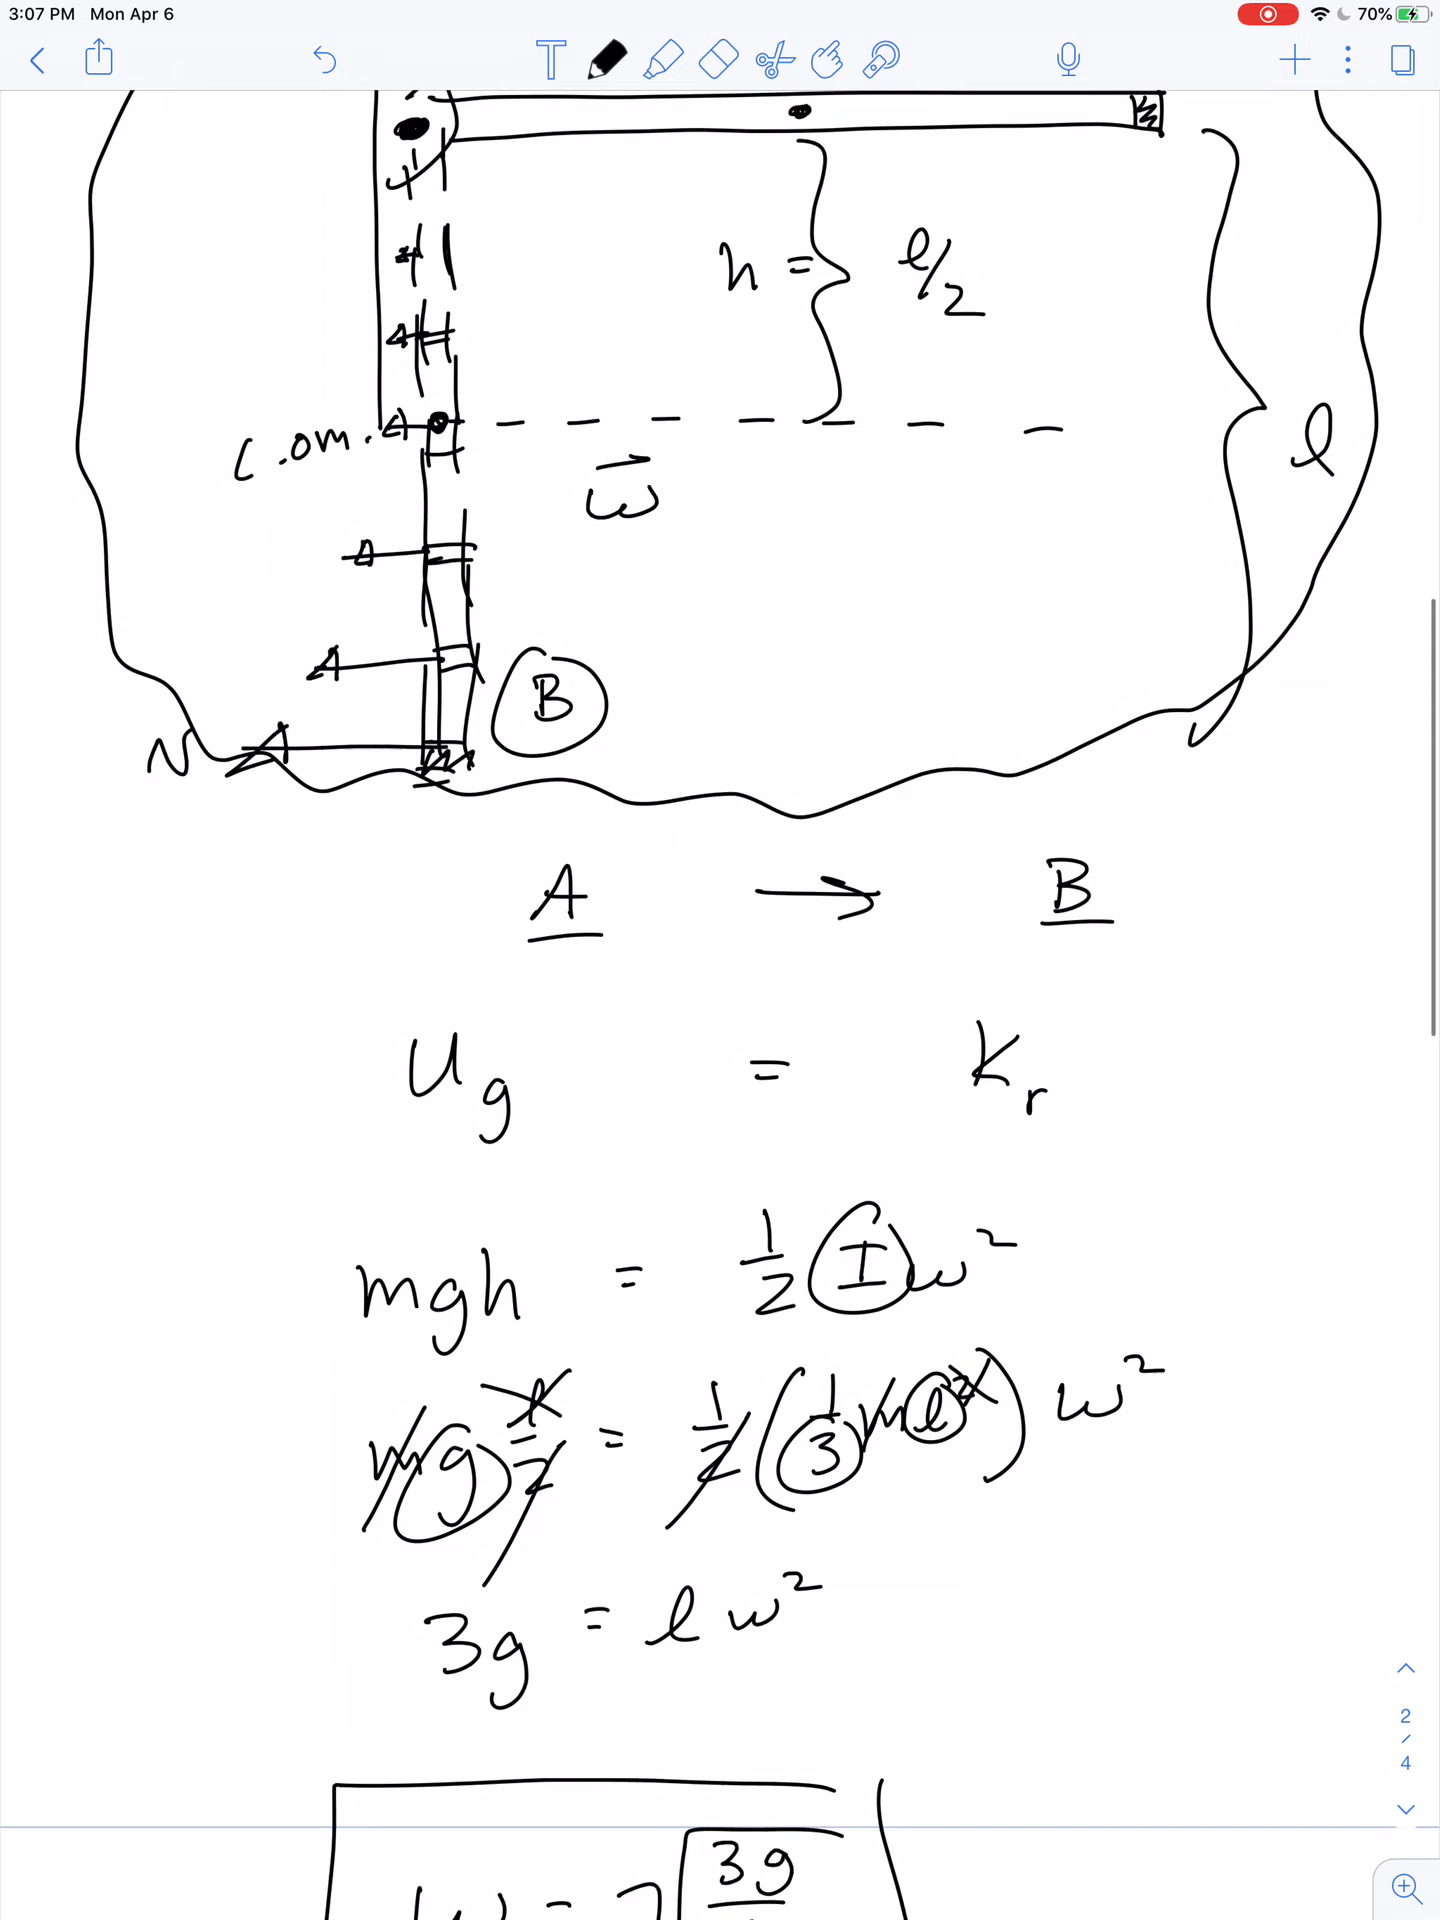 3:07 PM Mon Apr 6
70%
T
h = l/2
c.o.m.
ω
l
B
A → B
Ug = Kr
mgh = 1/2 I ω²
mg l/2 = 1/2 (1/3 ml²) ω²
3g = l ω²
2
/
4
ω = √3g